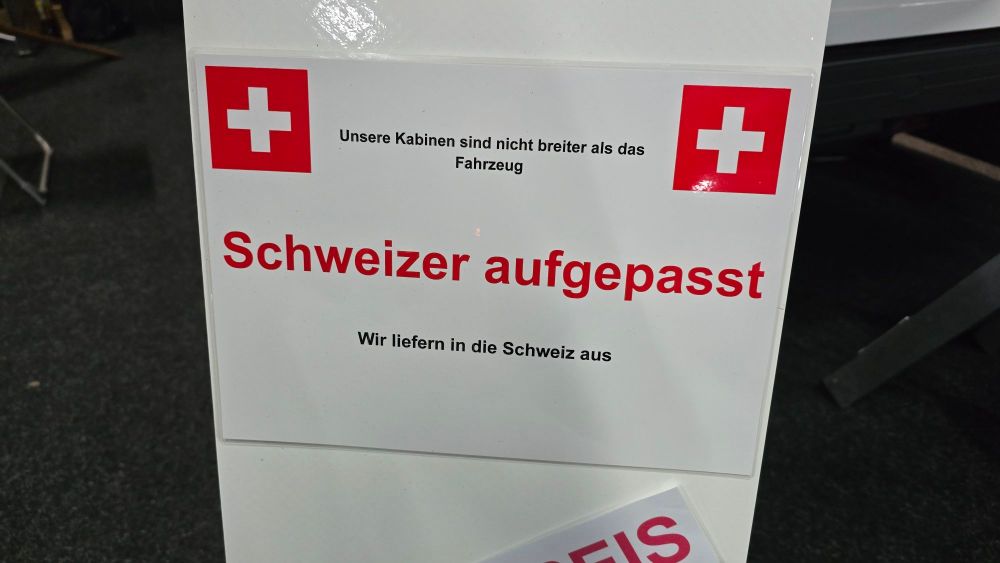 Unsere Kabinen sind nicht breiter als das
Fahrzeug
Schweizer aufgepasst
Wir liefern in die Schweiz aus